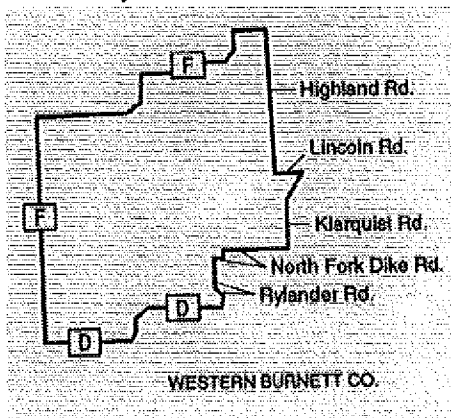 F
Highland Rd.
Lincoln Rd.
F
Klarquist Rd.
North Fork Dike Rd.
Rylander Rd.
D
D
WESTERN BURNETT CO.